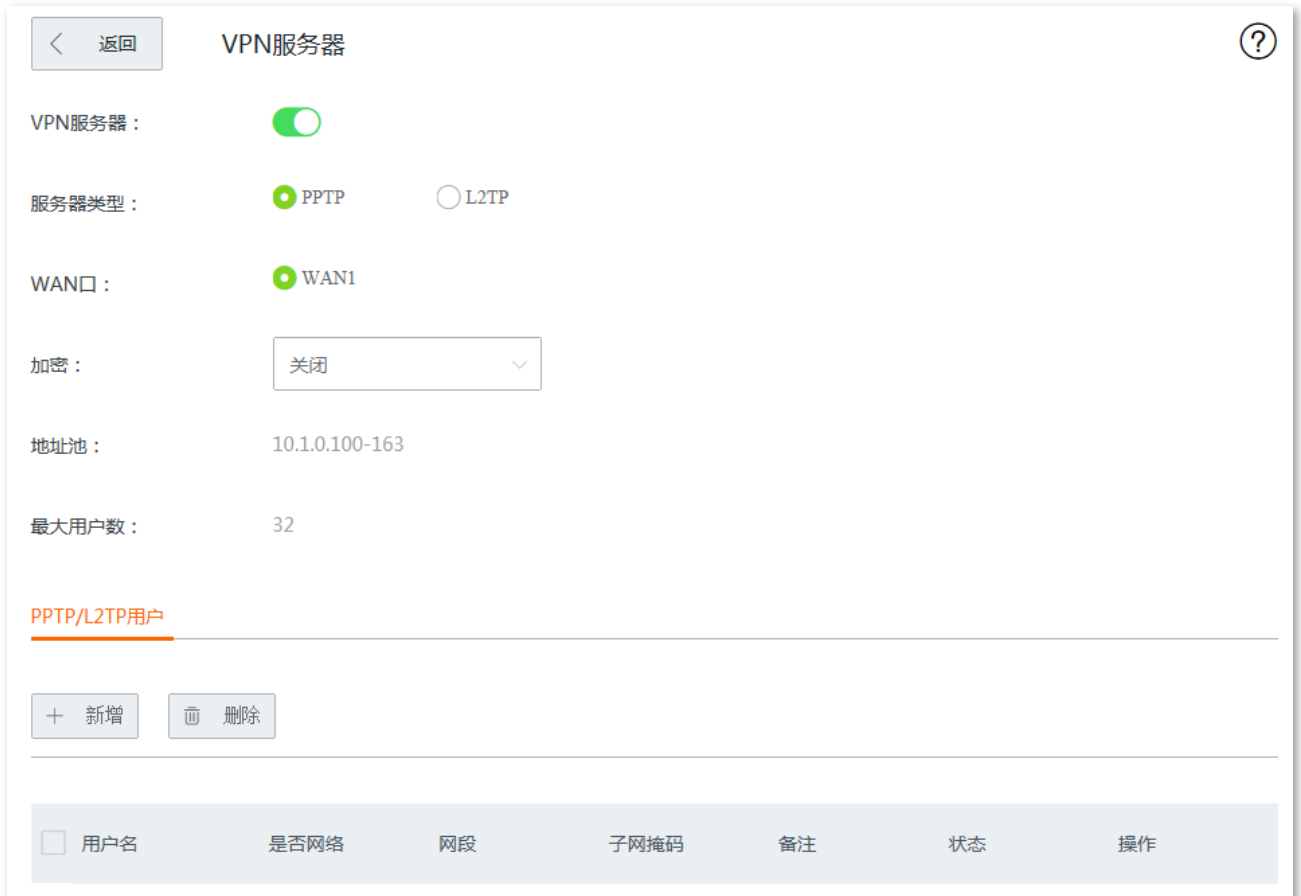 返回 VPN服务器
VPN服务器：
服务器类型： PPTP L2TP
WAN口： WAN1
加密： 关闭
地址池： 10.1.0.100-163
最大用户数： 32
PPTP/L2TP用户
新增 删除
用户名 是否网络 网段 子网掩码 备注 状态 操作